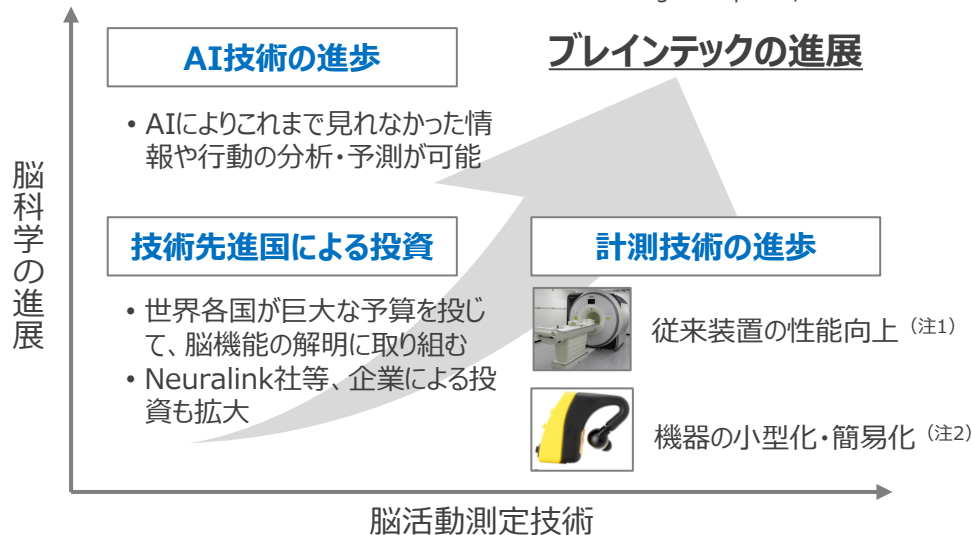 ブレインテックの進展
AI技術の進歩
• AIによりこれまで見れなかった情
報や行動の分析・予測が可能
技術先進国による投資
• 世界各国が巨大な予算を投じ
て、脳機能の解明に取り組む
• Neuralink社等、企業による投
資も拡大
計測技術の進歩
従来装置の性能向上（注1）
機器の小型化・簡易化（注2）
脳科学の進展
脳活動測定技術